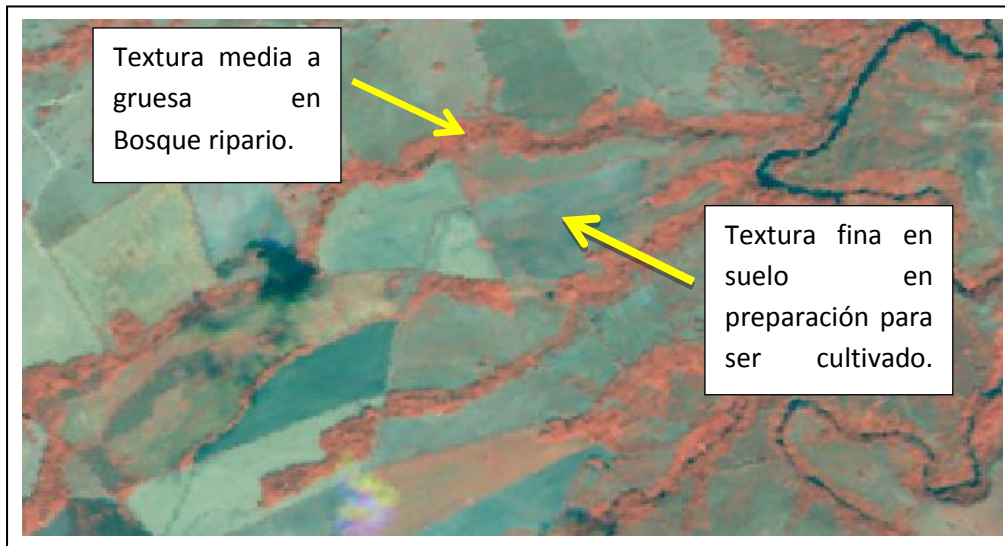 Textura media a
gruesa en
Bosque ripario.
Textura fina en
suelo en
preparación para
ser cultivado.